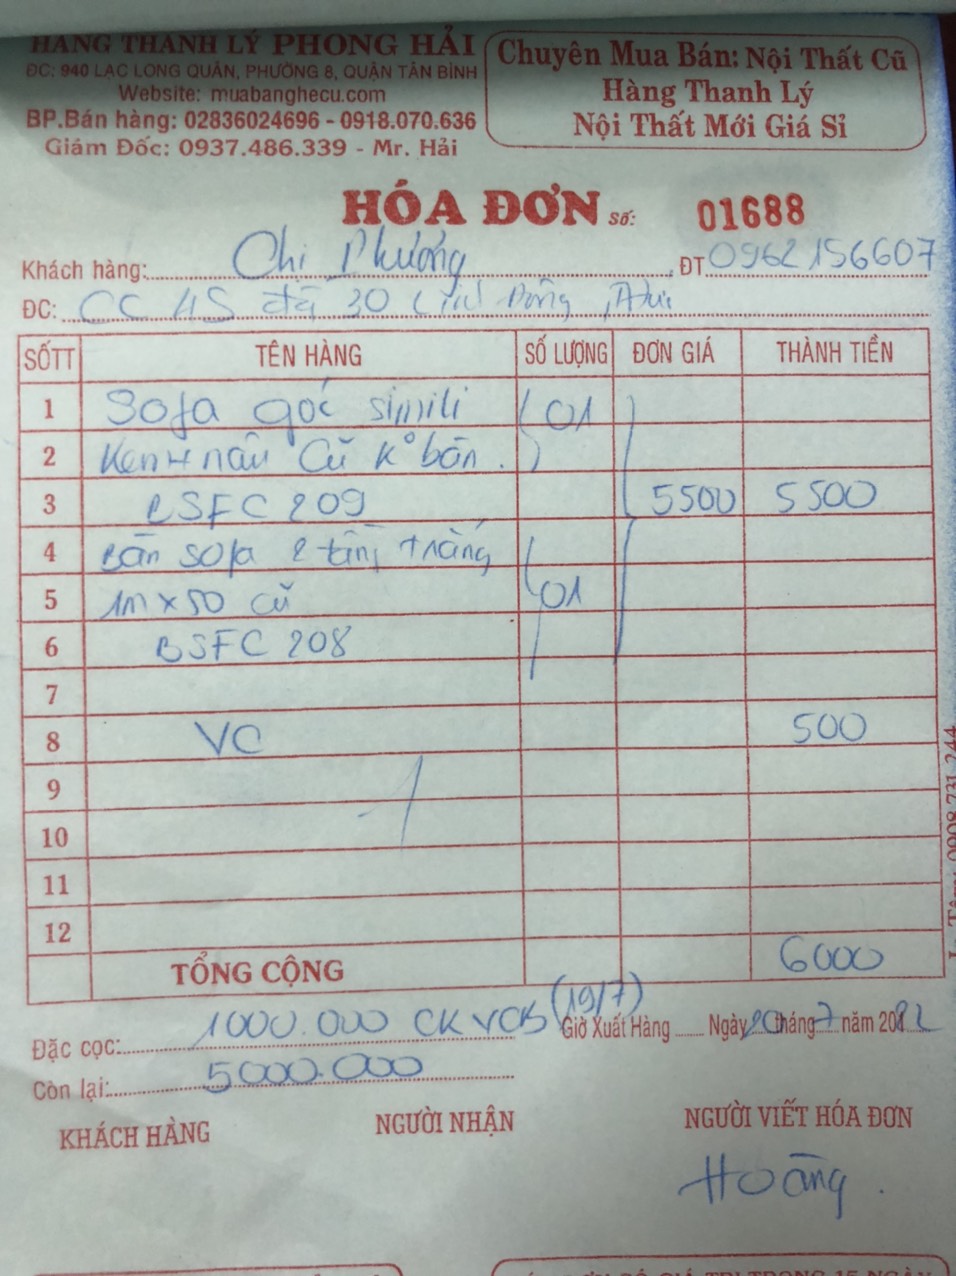 HÀNG THANH LÝ PHONG HẢI
ĐC: 940 LẠC LONG QUÂN, PHƯỜNG 8, QUẬN TÂN BÌNH
Website: muabanghecu.com
BP.Bán hàng: 02836024696 - 0918.070.636
Giám Đốc: 0937.486.339 - Mr. Hải
Chuyên Mua Bán: Nội Thất Cũ
Hàng Thanh Lý
Nội Thất Mới Giá Sỉ
HÓA ĐƠN Số: 01688
Khách hàng: Chị Phương ĐT 0962156607
ĐC: CC 4S 30
SỐTT TÊN HÀNG SỐ LƯỢNG ĐƠN GIÁ THÀNH TIỀN
1 Sofa góc simili 01
2 nâu cũ k° bàn.
3 BSFC 209 5500 5500
4 Bàn sofa 2 tầng trắng
5 1m x 50 cũ 01
6 BSFC 208
7
8 VC 500
9
10
11
12
TỔNG CỘNG 6000
Đặc cọc: 1000.000 CK VCB (19/7) Giờ Xuất Hàng Ngày 20 tháng 7 năm 20
Còn lại: 5000.000
KHÁCH HÀNG NGƯỜI NHẬN NGƯỜI VIẾT HÓA ĐƠN
Hoàng
0908.731.244